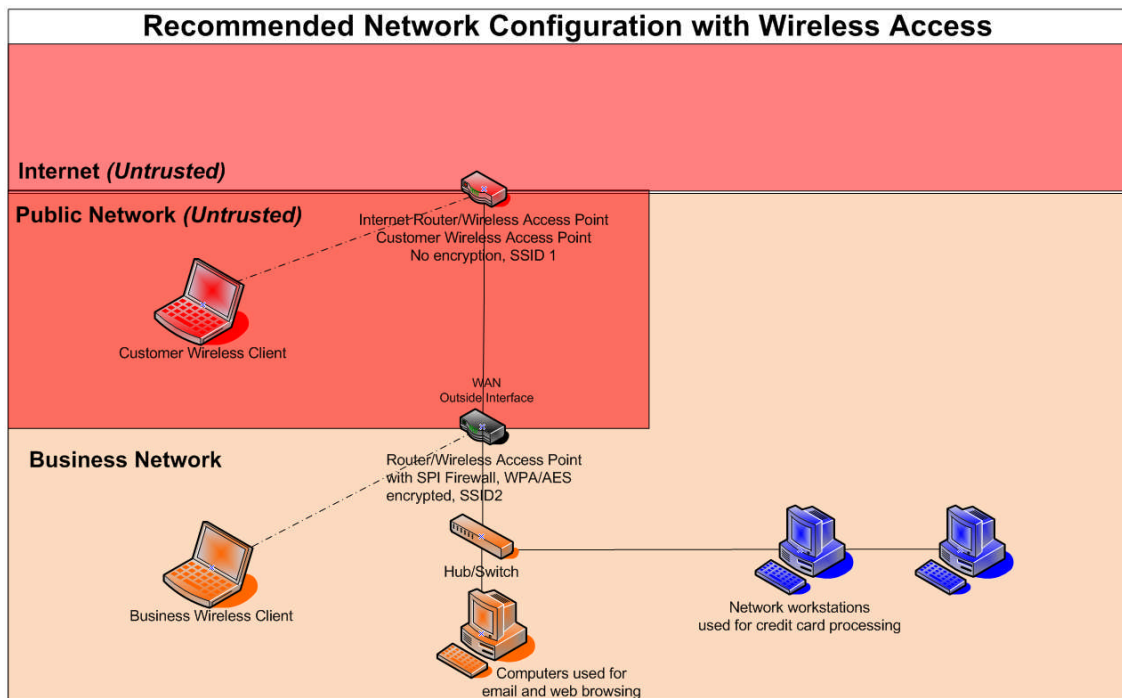 Recommended Network Configuration with Wireless Access
Internet (Untrusted)
Public Network (Untrusted)
Internet Router/Wireless Access Point
Customer Wireless Access Point
No encryption, SSID 1
Customer Wireless Client
WAN
Outside Interface
Business Network
Router/Wireless Access Point
with SPI Firewall, WPA/AES
encrypted, SSID2
Hub/Switch
Business Wireless Client
Network workstations
used for credit card processing
Computers used for
email and web browsing